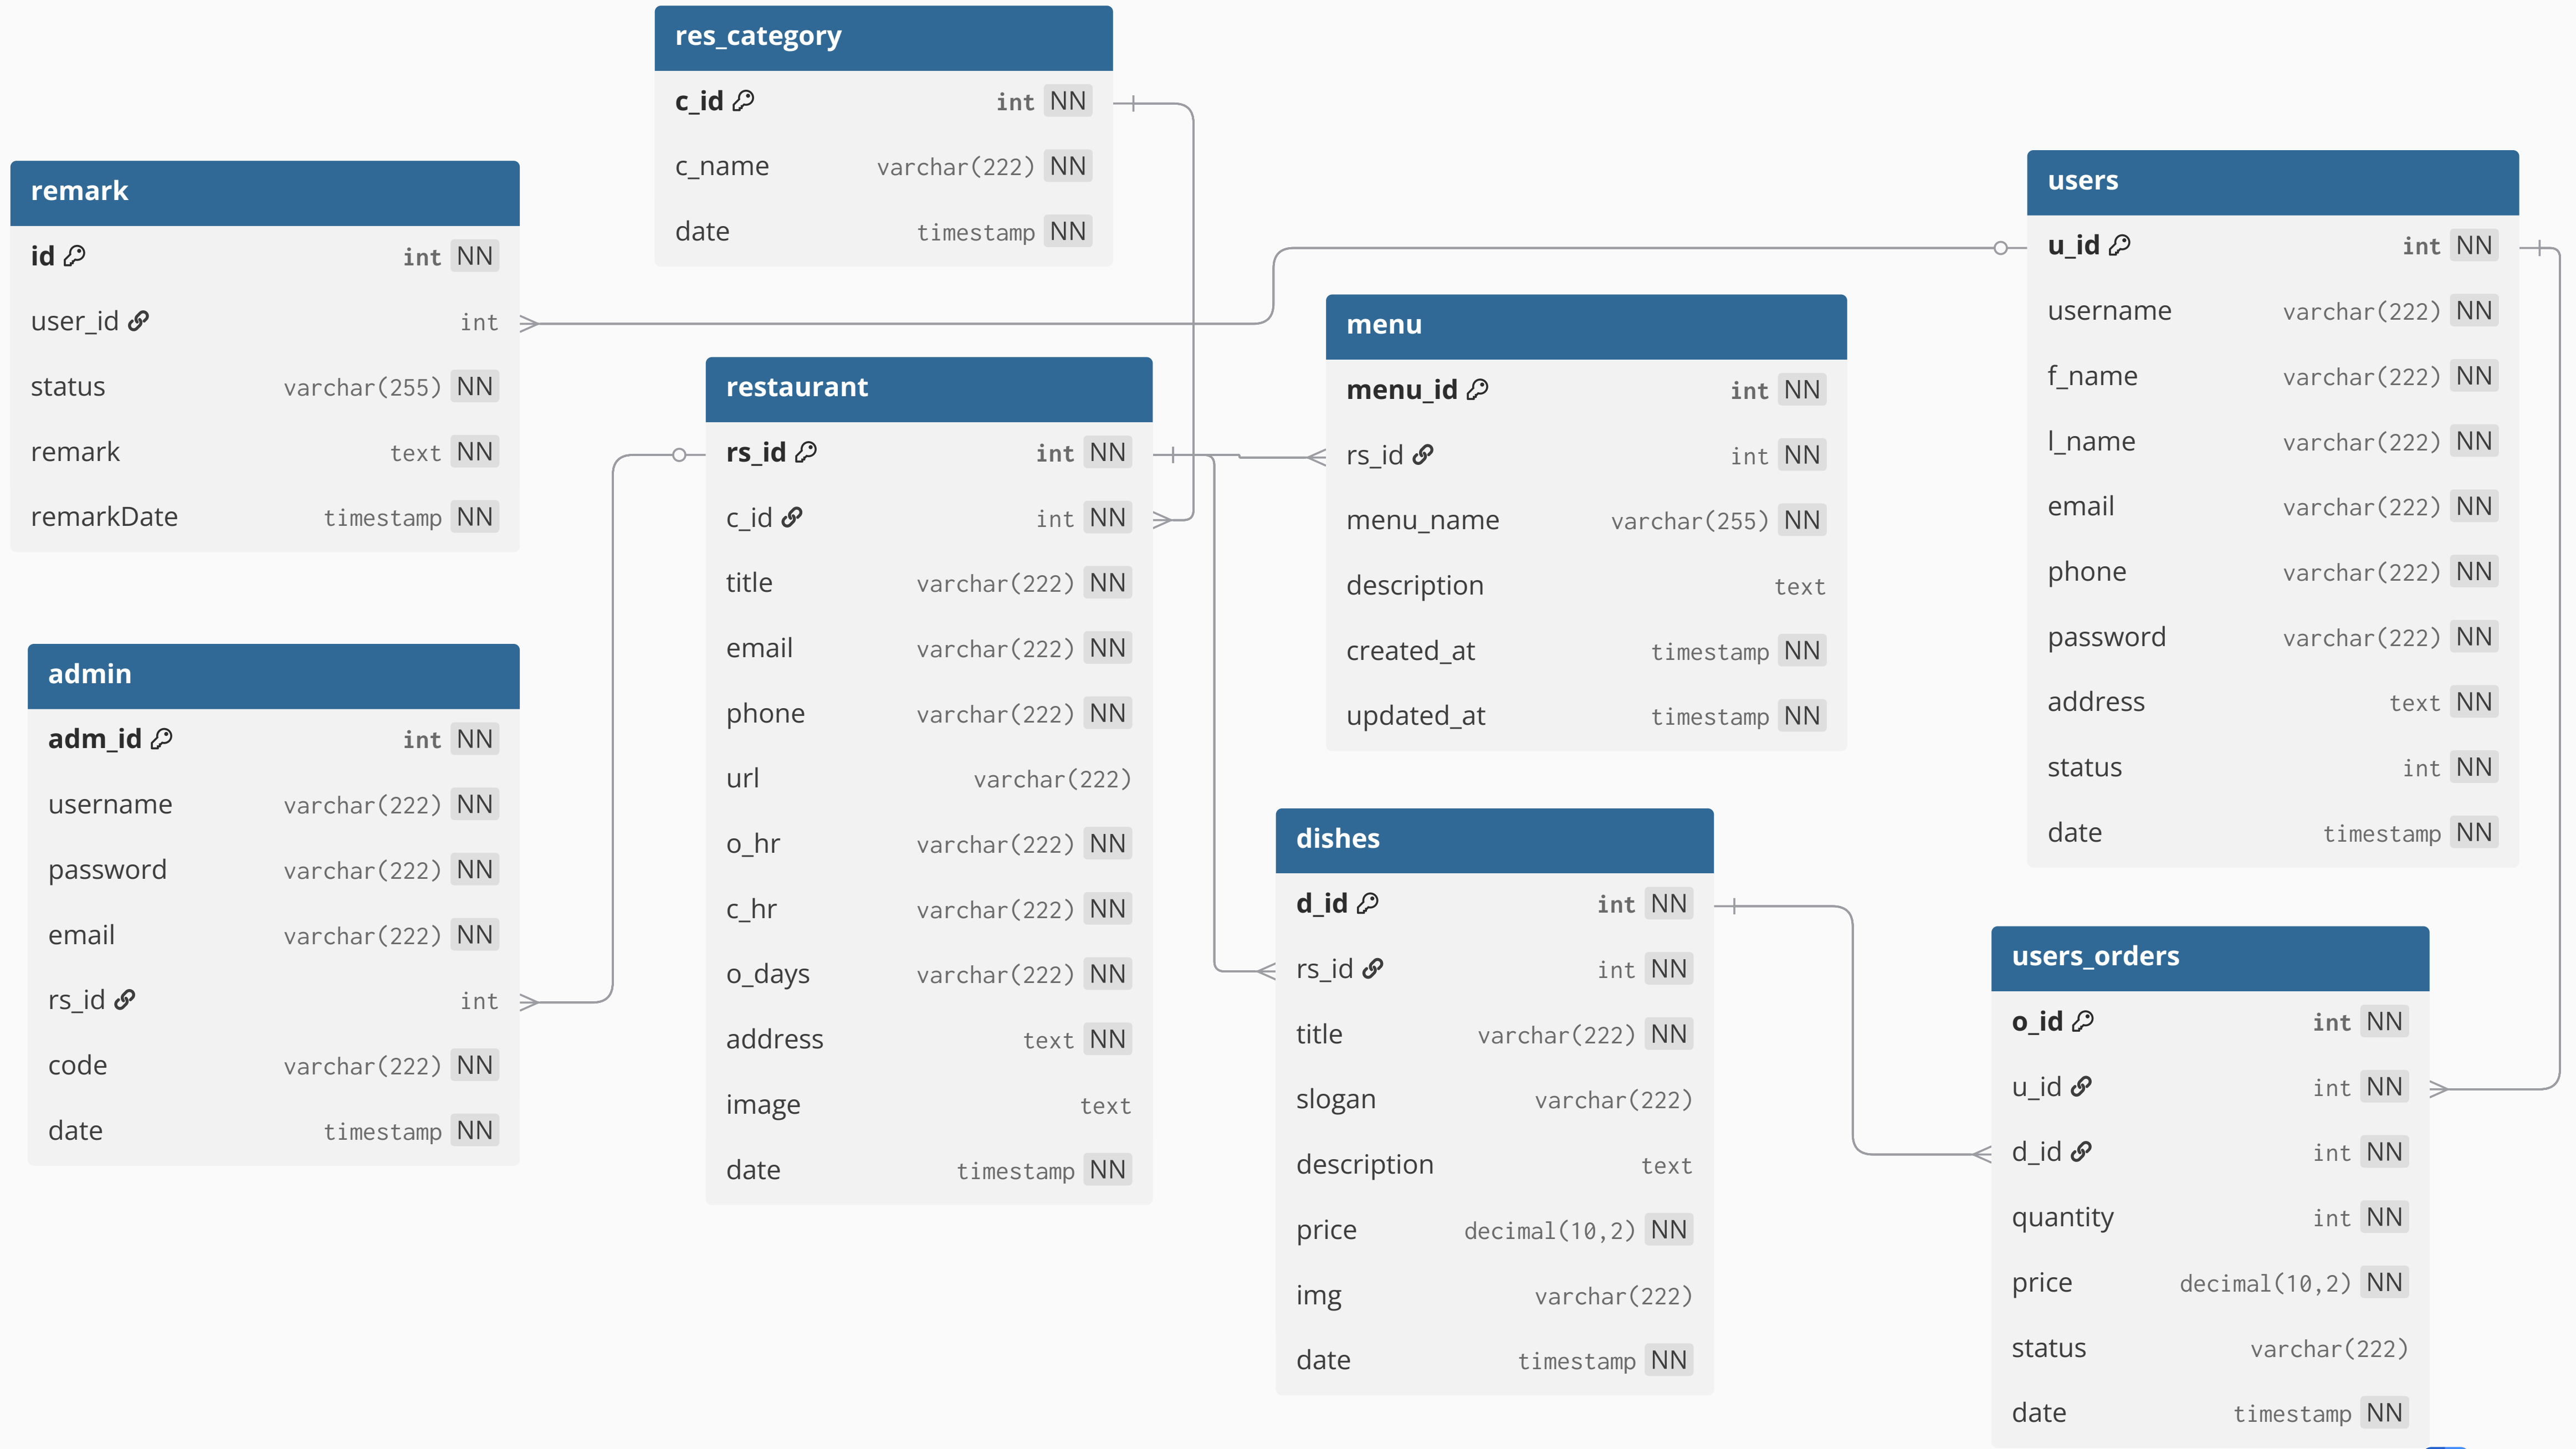 res_category
c_id int NN
c_name varchar(222) NN
date timestamp NN
remark
id int NN
user_id int
status varchar(255) NN
remark text NN
remarkDate timestamp NN
users
u_id int NN
username varchar(222) NN
f_name varchar(222) NN
l_name varchar(222) NN
email varchar(222) NN
phone varchar(222) NN
password varchar(222) NN
address text NN
status int NN
date timestamp NN
menu
menu_id int NN
rs_id int NN
menu_name varchar(255) NN
description text
created_at timestamp NN
updated_at timestamp NN
restaurant
rs_id int NN
c_id int NN
title varchar(222) NN
email varchar(222) NN
phone varchar(222) NN
url varchar(222)
o_hr varchar(222) NN
c_hr varchar(222) NN
o_days varchar(222) NN
address text NN
image text
date timestamp NN
admin
adm_id int NN
username varchar(222) NN
password varchar(222) NN
email varchar(222) NN
rs_id int
code varchar(222) NN
date timestamp NN
dishes
d_id int NN
rs_id int NN
title varchar(222) NN
slogan varchar(222)
description text
price decimal(10,2) NN
img varchar(222)
date timestamp NN
users_orders
o_id int NN
u_id int NN
d_id int NN
quantity int NN
price decimal(10,2) NN
status varchar(222)
date timestamp NN